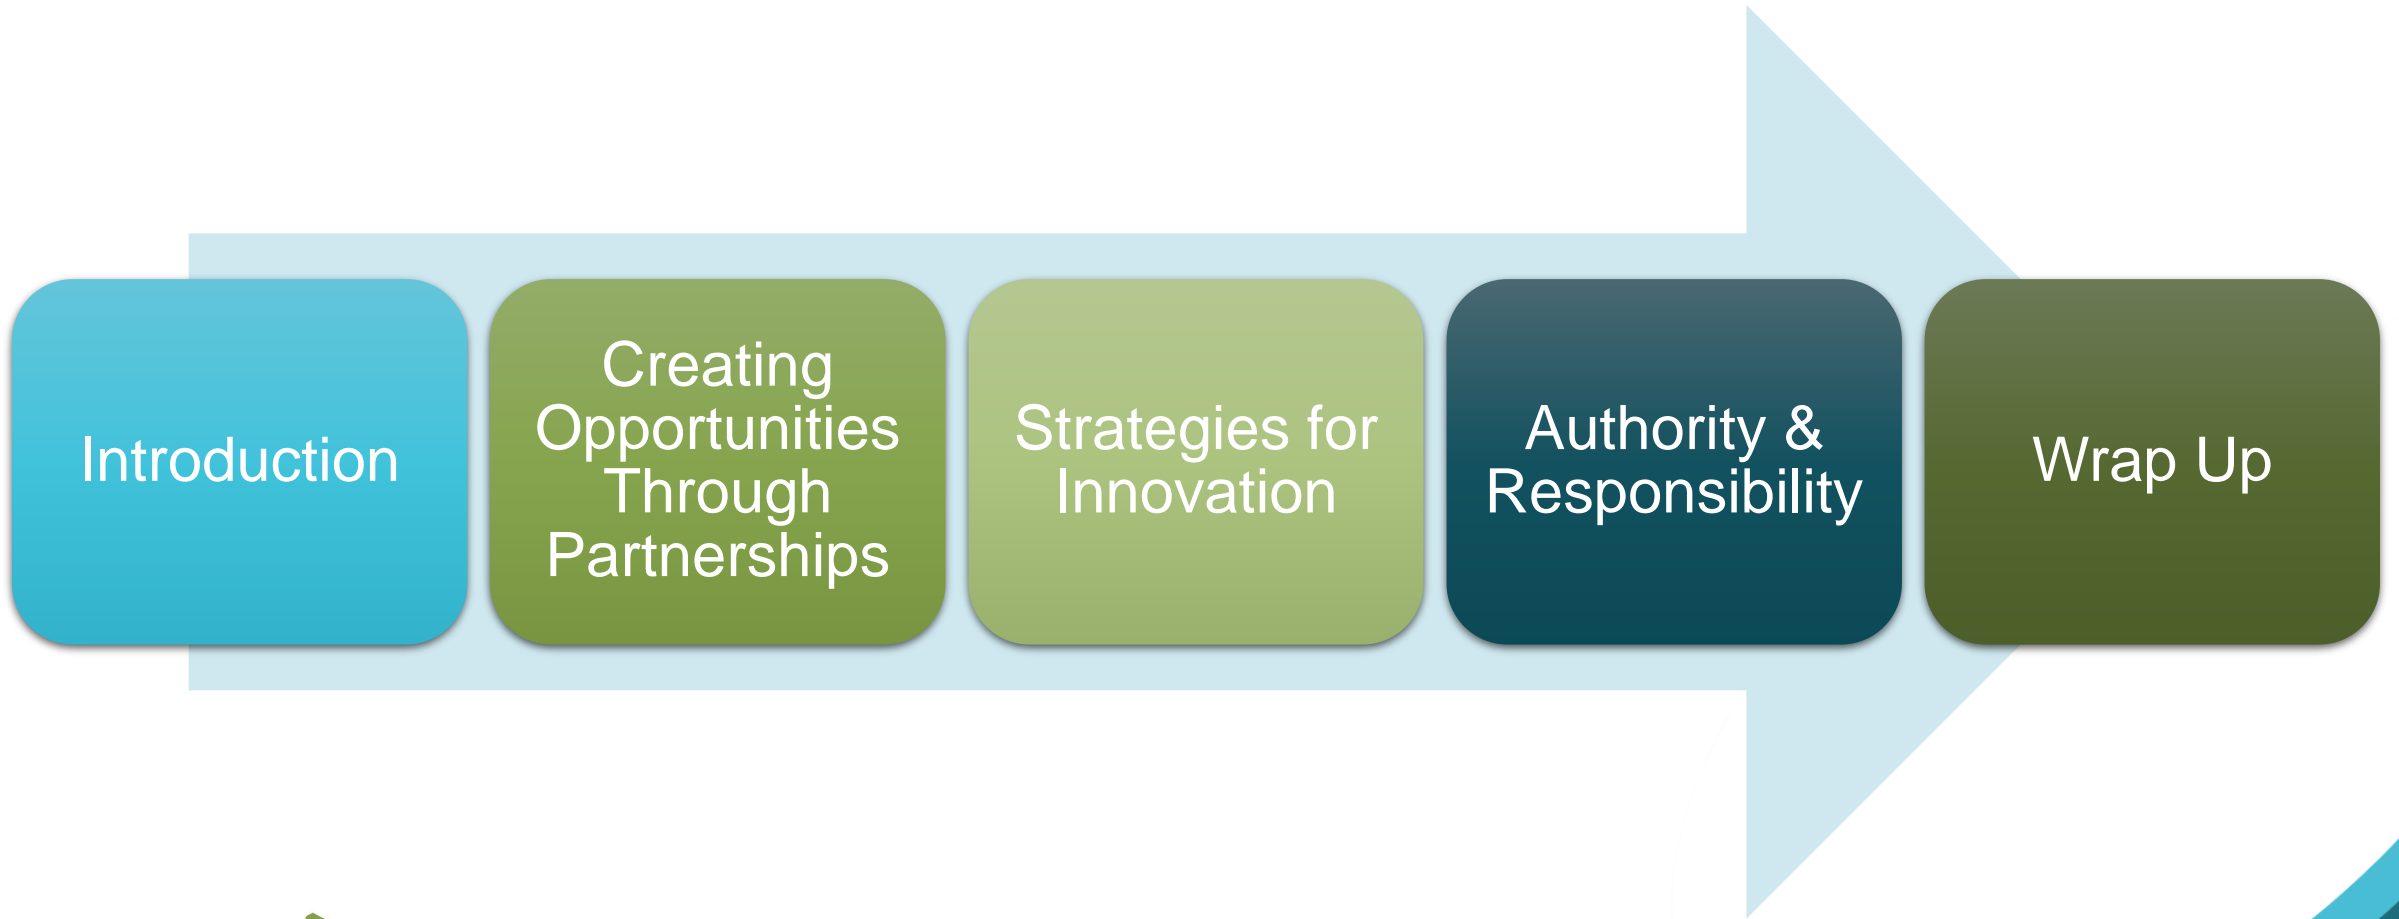 Introduction
Creating
Opportunities
Through
Partnerships
Strategies for
Innovation
Authority &
Responsibility
Wrap Up